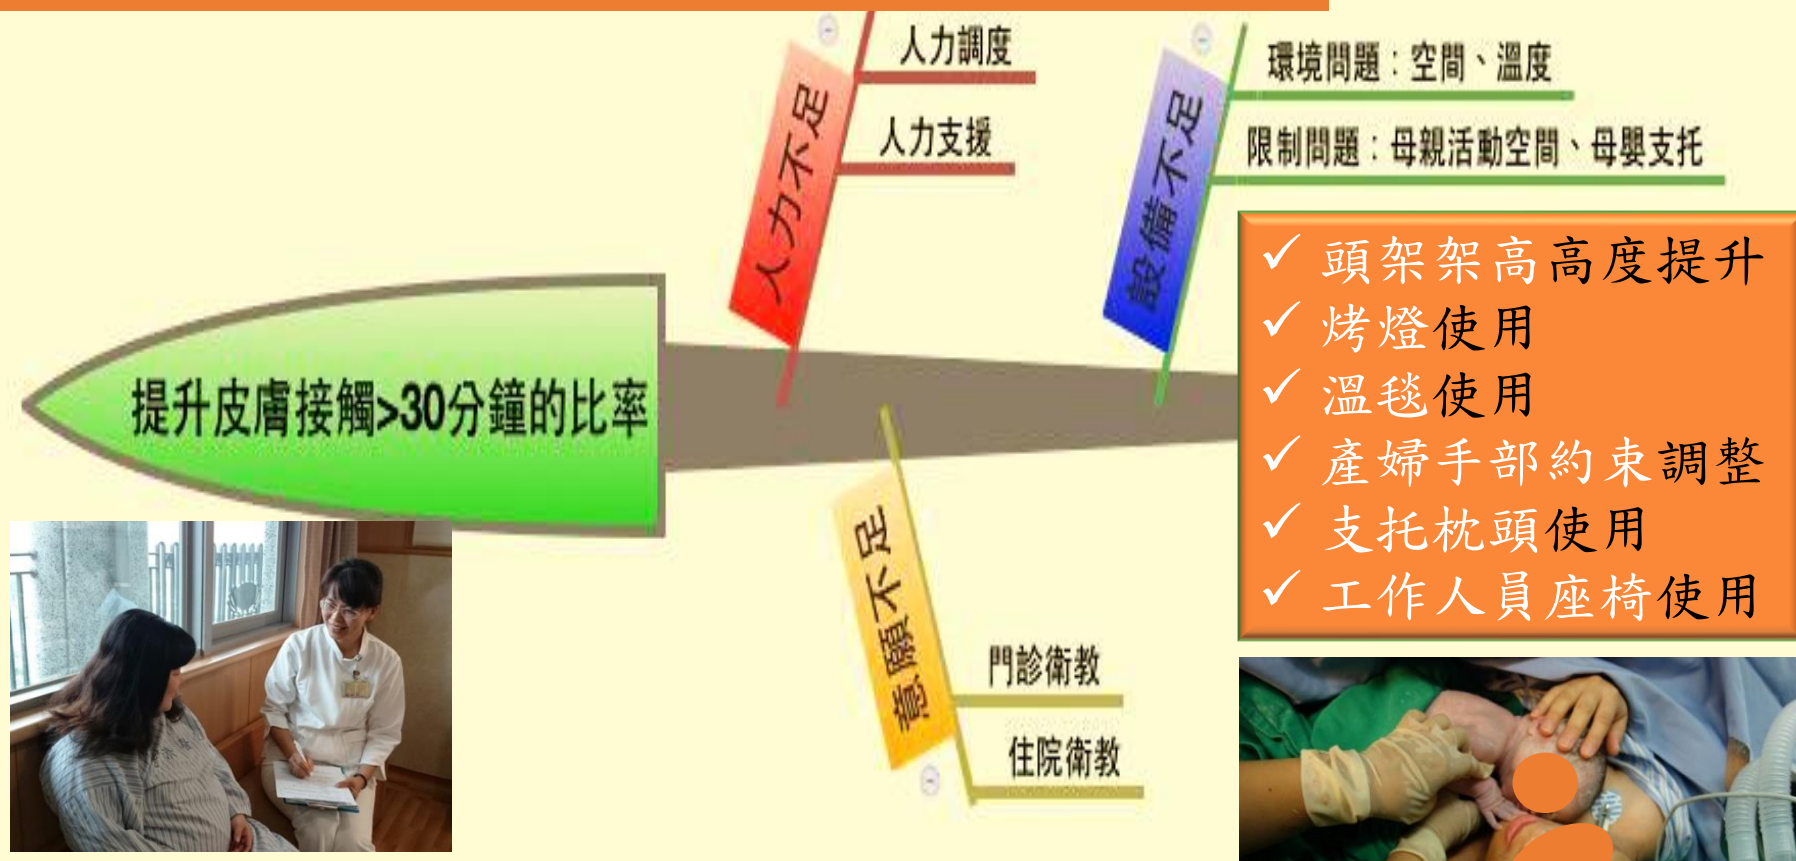 人力調度
人力支援
人力不足
環境問題：空間、溫度
限制問題：母親活動空間、母嬰支托
設備不足
✓ 頭架架高高度提升
✓ 烤燈使用
✓ 溫毯使用
✓ 產婦手部約束調整
✓ 支托枕頭使用
✓ 工作人員座椅使用
提升皮膚接觸>30分鐘的比率
意願不足
門診衛教
住院衛教